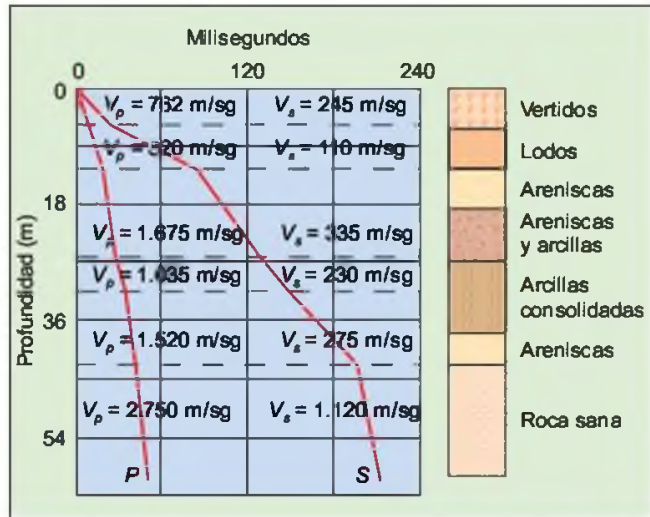 Milisegundos
0 120 240
0
18
36
54
Profundidad (m)
Vp = 762 m/sg Vs = 245 m/sg
Vp = 520 m/sg Vs = 110 m/sg
Vp = 1.675 m/sg Vs = 335 m/sg
Vp = 1.035 m/sg Vs = 230 m/sg
Vp = 1.520 m/sg Vs = 275 m/sg
Vp = 2.750 m/sg Vs = 1.120 m/sg
P S
Vertidos
Lodos
Areniscas
Areniscas
y arcillas
Arcillas
consolidadas
Areniscas
Roca sana